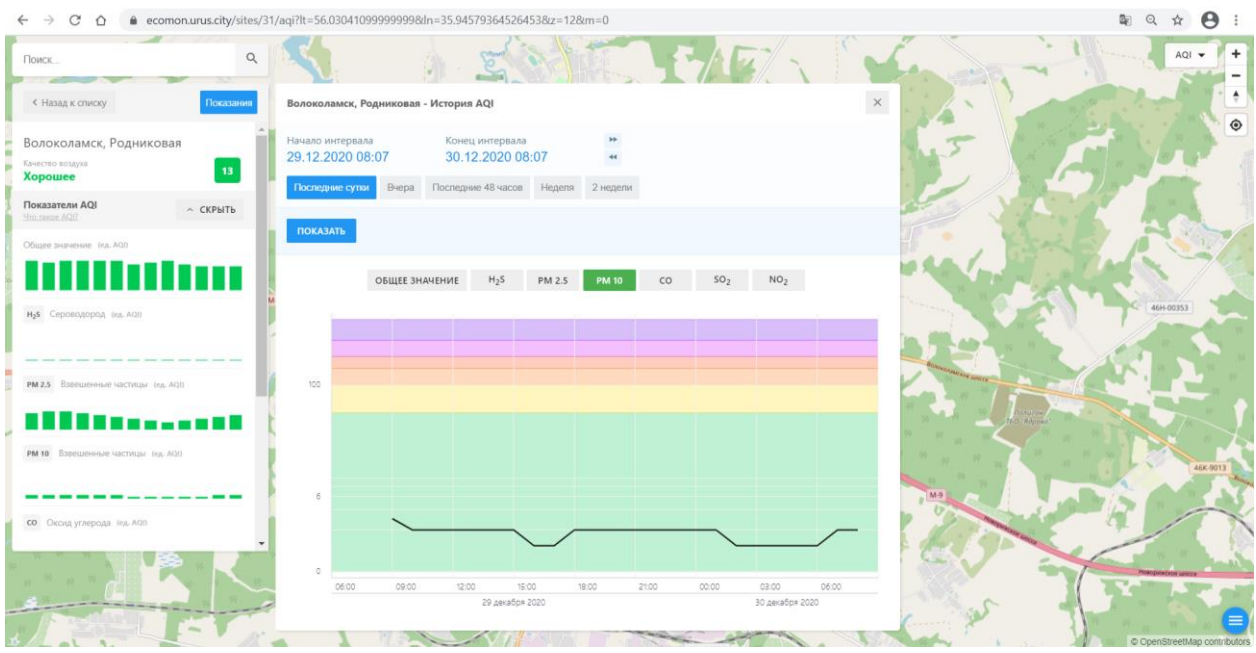 ecomon.urus.city/sites/31/aqi?lt=56.03041099999999&ln=35.94579364526453&z=12&m=0
Поиск...
AQI
Назад к списку
Показания
Волоколамск, Родниковая
Качество воздуха
Хорошее
13
Показатели AQI
Что такое AQI?
СКРЫТЬ
Общее значение (ед. AQI)
H₂S Сероводород (ед. AQI)
PM 2.5 Взвешенные частицы (ед. AQI)
PM 10 Взвешенные частицы (ед. AQI)
CO Оксид углерода (ед. AQI)
Волоколамск, Родниковая - История AQI
Начало интервала
29.12.2020 08:07
Конец интервала
30.12.2020 08:07
Последние сутки Вчера Последние 48 часов Неделя 2 недели
ПОКАЗАТЬ
ОБЩЕЕ ЗНАЧЕНИЕ H₂S PM 2.5 PM 10 CO SO₂ NO₂
100
6
0
06:00 09:00 12:00 15:00 18:00 21:00 00:00 03:00 06:00
29 декабря 2020 30 декабря 2020
46Н-00353
Волоколамское шоссе
Полигон
46К-9013
М-9
Новорижское шоссе
Новорижское шоссе
© OpenStreetMap contributors